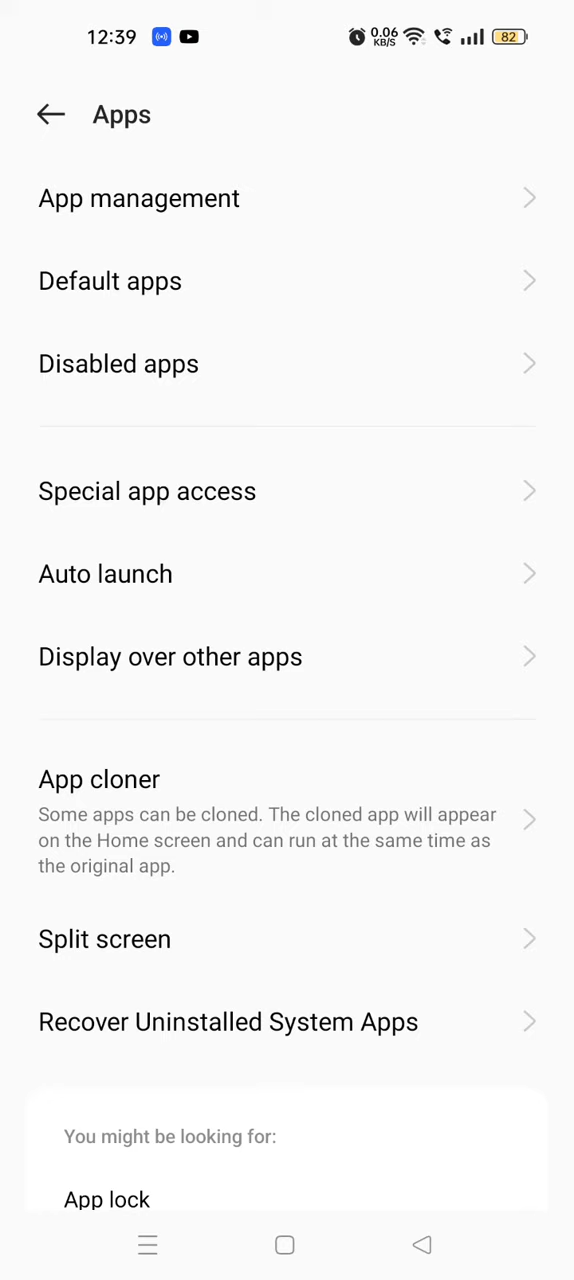 12:39 0.06 KB/S 82
Apps
App management
Default apps
Disabled apps
Special app access
Auto launch
Display over other apps
App cloner
Some apps can be cloned. The cloned app will appear
on the Home screen and can run at the same time as
the original app.
Split screen
Recover Uninstalled System Apps
You might be looking for:
App lock